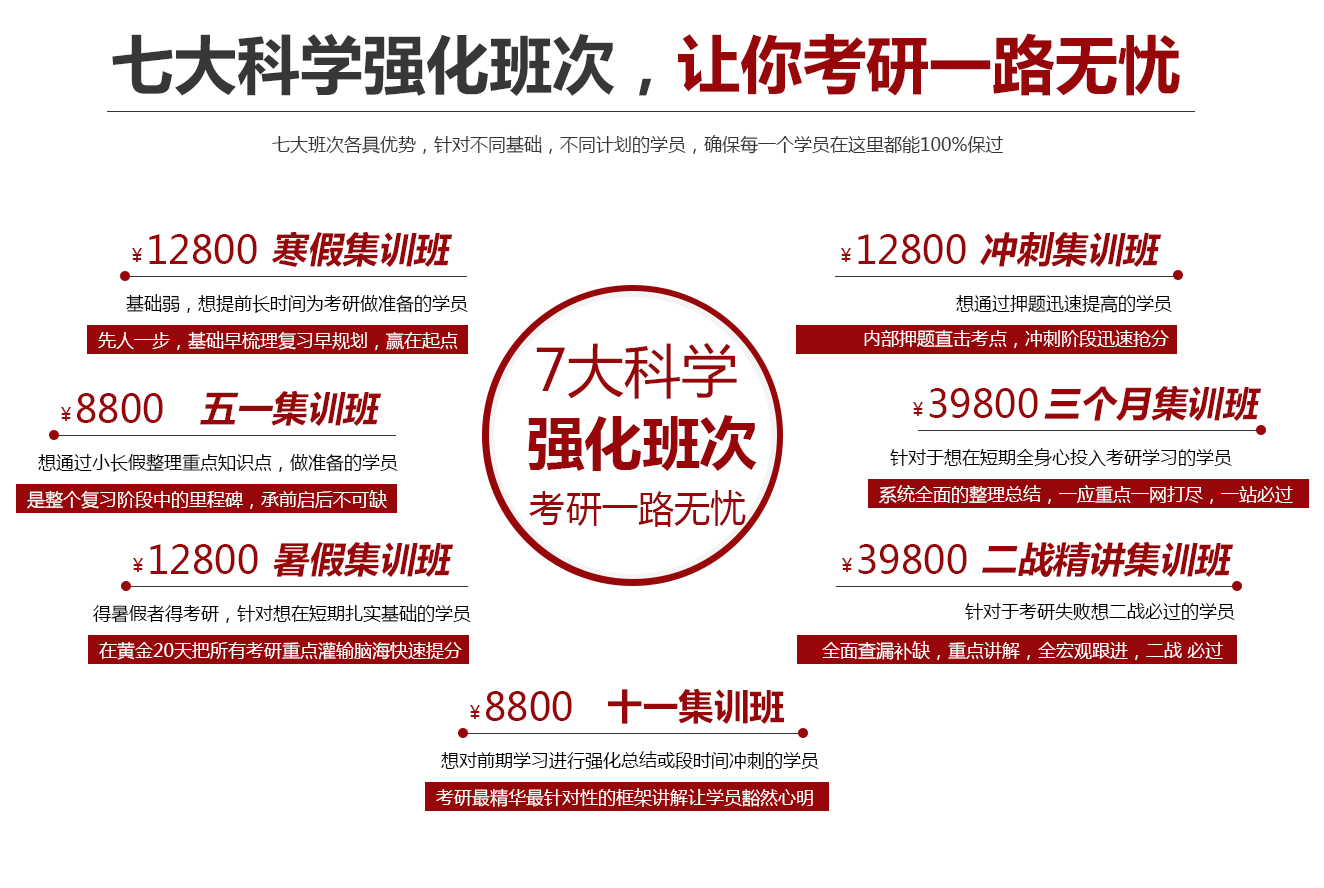 七大科学强化班次，让你考研一路无忧
七大班次各具优势，针对不同基础，不同计划的学员，确保每一个学员在这里都能100%保过
¥12800 寒假集训班
基础弱，想提前长时间为考研做准备的学员
先人一步，基础早梳理复习早规划，赢在起点
¥8800 五一集训班
想通过小长假整理重点知识点，做准备的学员
是整个复习阶段中的里程碑，承前启后不可缺
¥12800 暑假集训班
得暑假者得考研，针对想在短期扎实基础的学员
在黄金20天把所有考研重点灌输脑海快速提分
7大科学
强化班次
考研一路无忧
¥12800 冲刺集训班
想通过押题迅速提高的学员
内部押题直击考点，冲刺阶段迅速抢分
¥39800 三个月集训班
针对于想在短期全身心投入考研学习的学员
系统全面的整理总结，一应重点一网打尽，一站必过
¥39800 二战精讲集训班
针对于考研失败想二战必过的学员
全面查漏补缺，重点讲解，全宏观跟进，二战 必过
¥8800 十一集训班
想对前期学习进行强化总结或段时间冲刺的学员
考研最精华最针对性的框架讲解让学员豁然心明